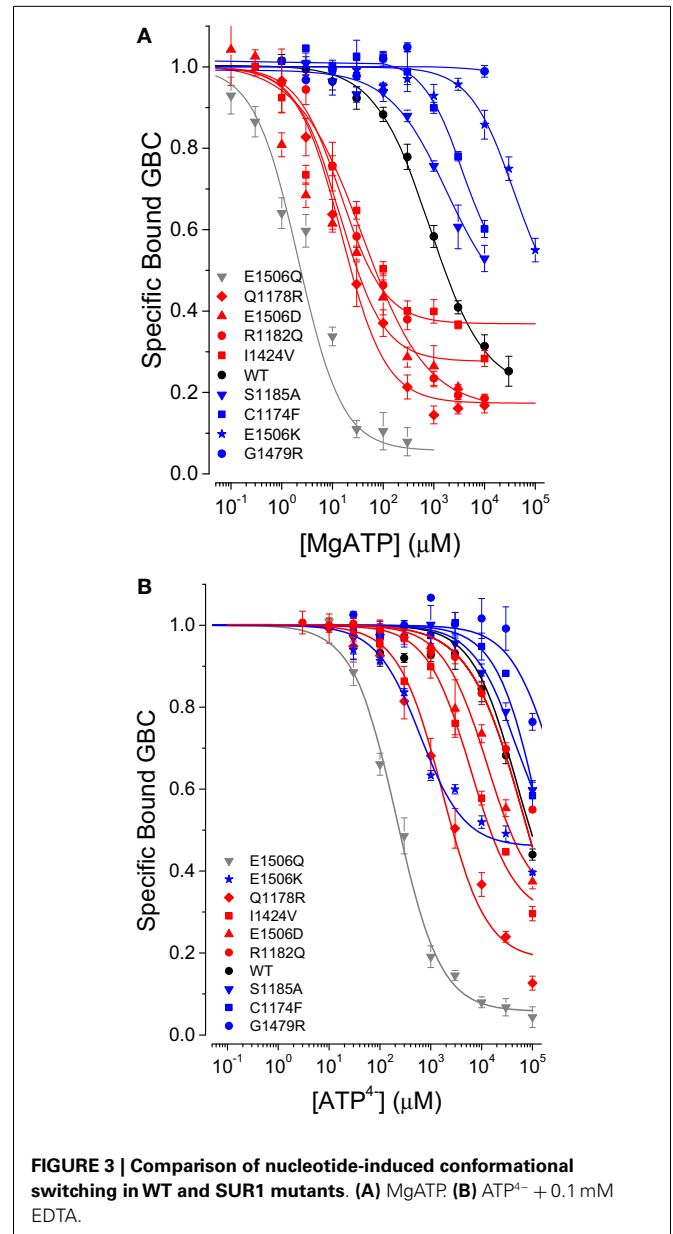 A
Specific Bound GBC
1.0
0.8
0.6
0.4
0.2
0.0
E1506Q
Q1178R
E1506D
R1182Q
I1424V
WT
S1185A
C1174F
E1506K
G1479R
10⁻¹ 10⁰ 10¹ 10² 10³ 10⁴ 10⁵
[MgATP] (μM)
B
Specific Bound GBC
1.0
0.8
0.6
0.4
0.2
0.0
E1506Q
E1506K
Q1178R
I1424V
E1506D
R1182Q
WT
S1185A
C1174F
G1479R
10⁻¹ 10⁰ 10¹ 10² 10³ 10⁴ 10⁵
[ATP⁴⁻] (μM)
FIGURE 3 | Comparison of nucleotide-induced conformational
switching in WT and SUR1 mutants. (A) MgATP. (B) ATP⁴⁻ + 0.1 mM
EDTA.